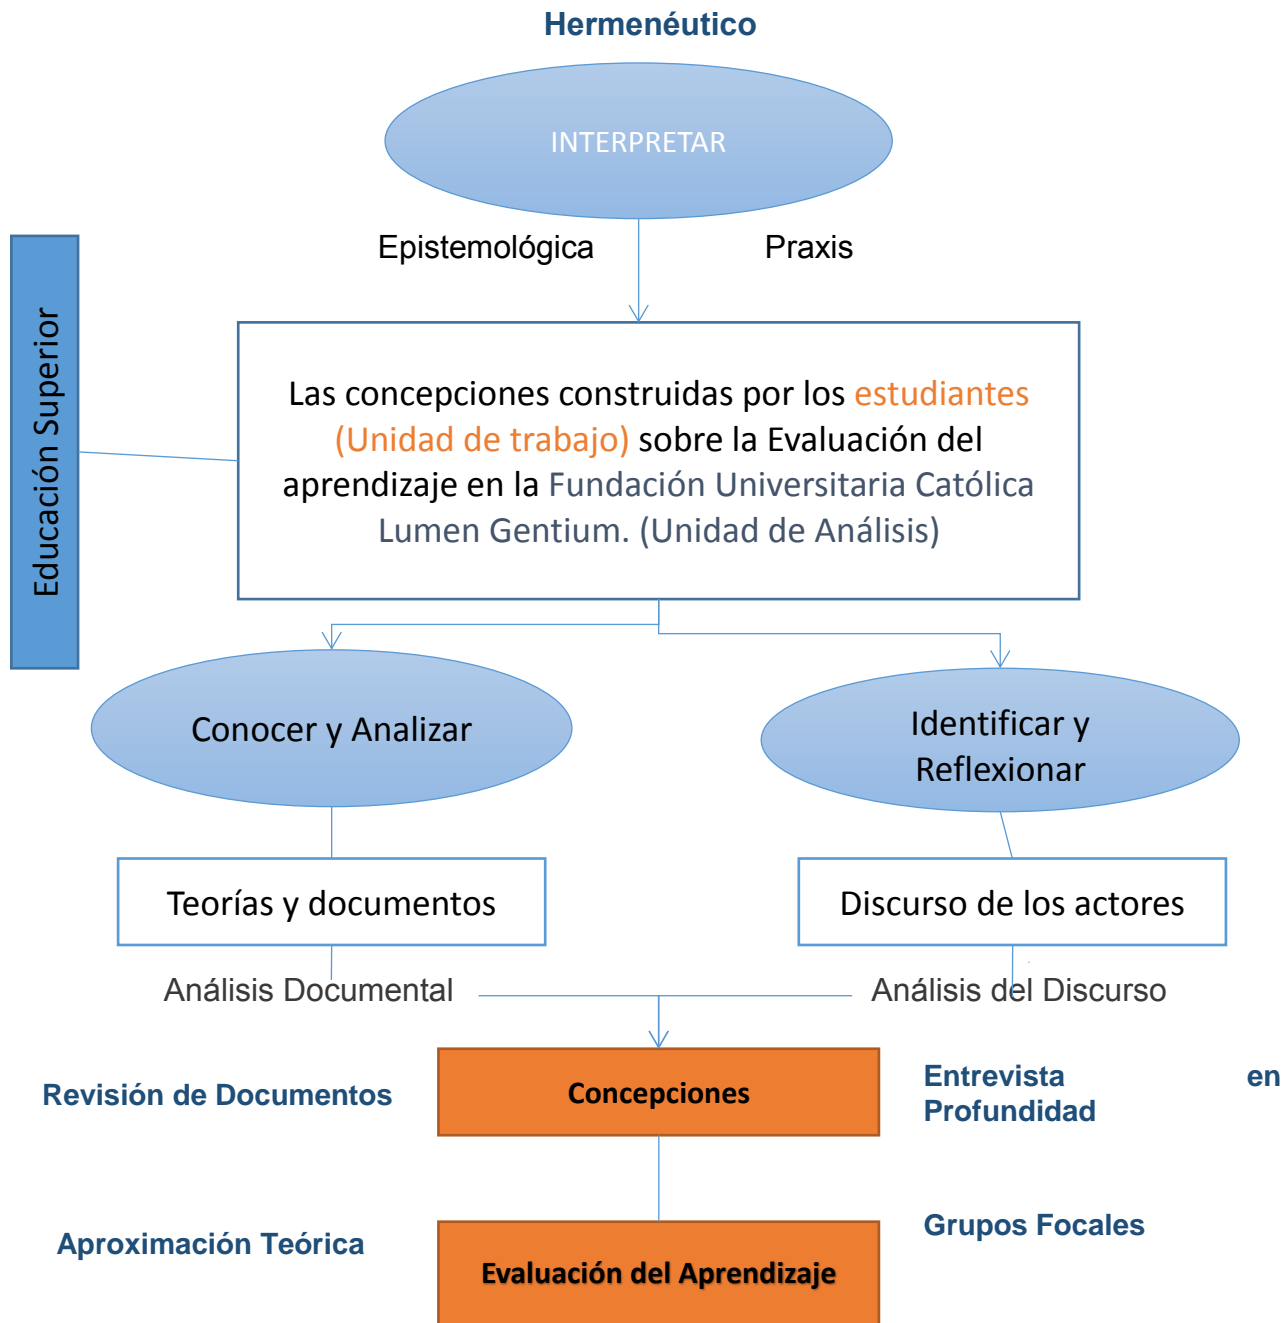 Hermenéutico
INTERPRETAR
Epistemológica
Praxis
Educación Superior
Las concepciones construidas por los estudiantes
(Unidad de trabajo) sobre la Evaluación del
aprendizaje en la Fundación Universitaria Católica
Lumen Gentium. (Unidad de Análisis)
Conocer y Analizar
Identificar y
Reflexionar
Teorías y documentos
Discurso de los actores
Análisis Documental
Análisis del Discurso
Revisión de Documentos
Concepciones
Entrevista en
Profundidad
Aproximación Teórica
Grupos Focales
Evaluación del Aprendizaje